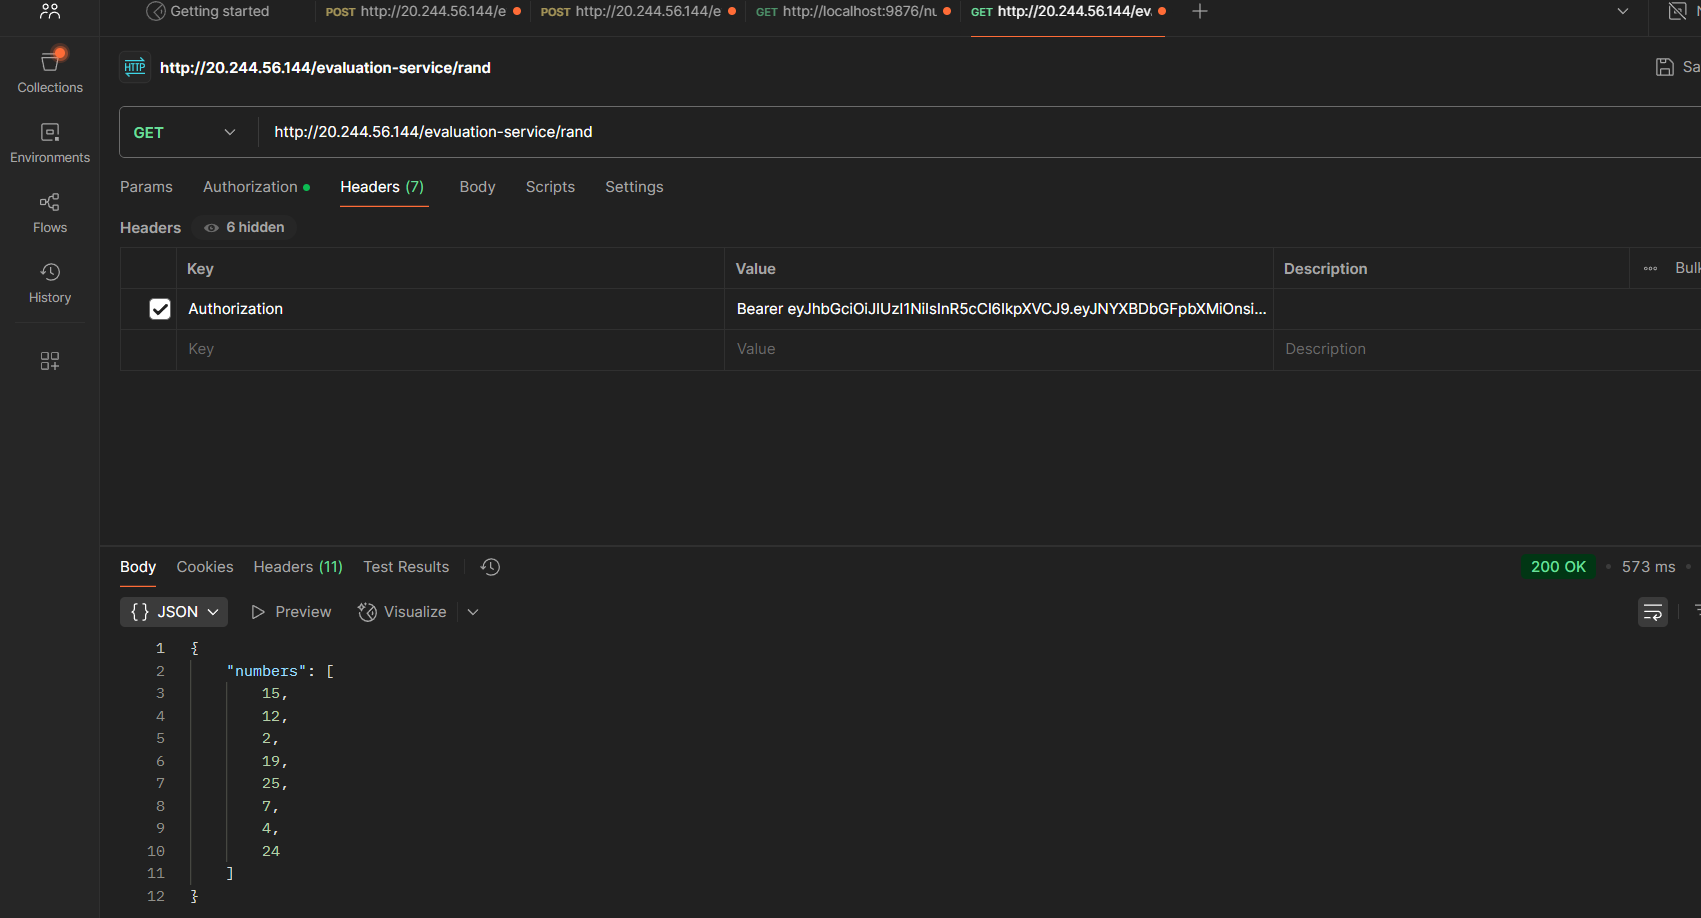 Getting started
POST http://20.244.56.144/e
POST http://20.244.56.144/e
GET http://localhost:9876/nu
GET http://20.244.56.144/ev
Collections
HTTP http://20.244.56.144/evaluation-service/rand
Sa
GET http://20.244.56.144/evaluation-service/rand
Environments
Params Authorization Headers (7) Body Scripts Settings
Flows
Headers 6 hidden
Key Value Description Bulk
History
Authorization Bearer eyJhbGciOiJIUzI1NiIsInR5cCI6IkpXVCJ9.eyJNYXBDbGFpbXMiOnsi...
Key Value Description
Body Cookies Headers (11) Test Results 200 OK 573 ms
{ } JSON Preview Visualize
1 {
2 "numbers": [
3 15,
4 12,
5 2,
6 19,
7 25,
8 7,
9 4,
10 24
11 ]
12 }